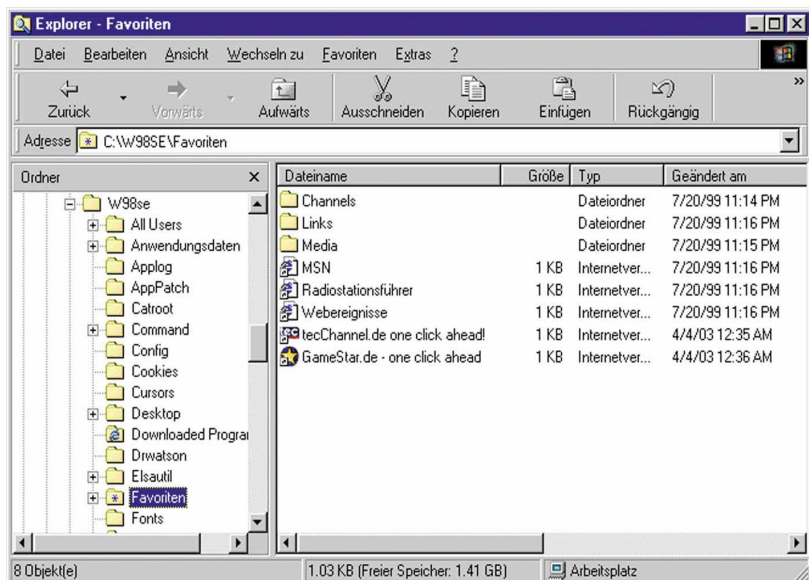 Explorer - Favoriten
Datei Bearbeiten Ansicht Wechseln zu Favoriten Extras ?
Zurück Vorwärts Aufwärts Ausschneiden Kopieren Einfügen Rückgängig »
Adresse C:\W98SE\Favoriten
Ordner
W98se
All Users
Anwendungsdaten
Applog
AppPatch
Catroot
Command
Config
Cookies
Cursors
Desktop
Downloaded Program
Drwatson
Elsautil
Favoriten
Fonts
Dateiname Größe Typ Geändert am
Channels Dateiordner 7/20/99 11:14 PM
Links Dateiordner 7/20/99 11:16 PM
Media Dateiordner 7/20/99 11:15 PM
MSN 1 KB Internetver... 7/20/99 11:16 PM
Radiostationsführer 1 KB Internetver... 7/20/99 11:16 PM
Webereignisse 1 KB Internetver... 7/20/99 11:16 PM
tecChannel.de one click ahead! 1 KB Internetver... 4/4/03 12:35 AM
GameStar.de - one click ahead 1 KB Internetver... 4/4/03 12:36 AM
8 Objekt(e) 1.03 KB (Freier Speicher: 1.41 GB) Arbeitsplatz